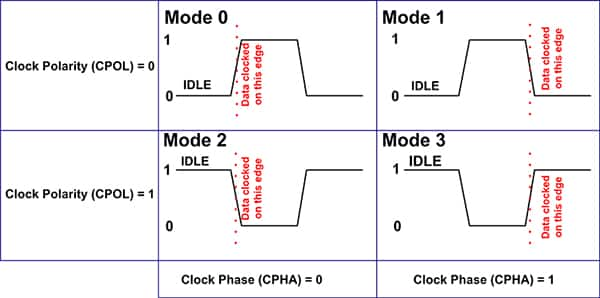 Mode 0
1
Clock Polarity (CPOL) = 0
IDLE
0
Data clocked
on this edge
Mode 1
1
IDLE
0
Data clocked
on this edge
Mode 2
IDLE
1
Clock Polarity (CPOL) = 1
0
Data clocked
on this edge
Mode 3
IDLE
1
0
Data clocked
on this edge
Clock Phase (CPHA) = 0
Clock Phase (CPHA) = 1